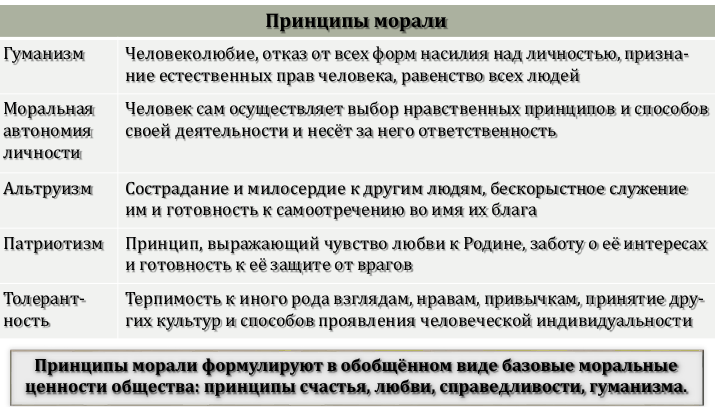 Принципы морали
Гуманизм
Человеколюбие, отказ от всех форм насилия над личностью, призна-
ние естественных прав человека, равенство всех людей
Моральная
автономия
личности
Человек сам осуществляет выбор нравственных принципов и способов
своей деятельности и несёт за него ответственность
Альтруизм
Сострадание и милосердие к другим людям, бескорыстное служение
им и готовность к самоотречению во имя их блага
Патриотизм
Принцип, выражающий чувство любви к Родине, заботу о её интересах
и готовность к её защите от врагов
Толерант-
ность
Терпимость к иного рода взглядам, нравам, привычкам, принятие дру-
гих культур и способов проявления человеческой индивидуальности
Принципы морали формулируют в обобщённом виде базовые моральные
ценности общества: принципы счастья, любви, справедливости, гуманизма.